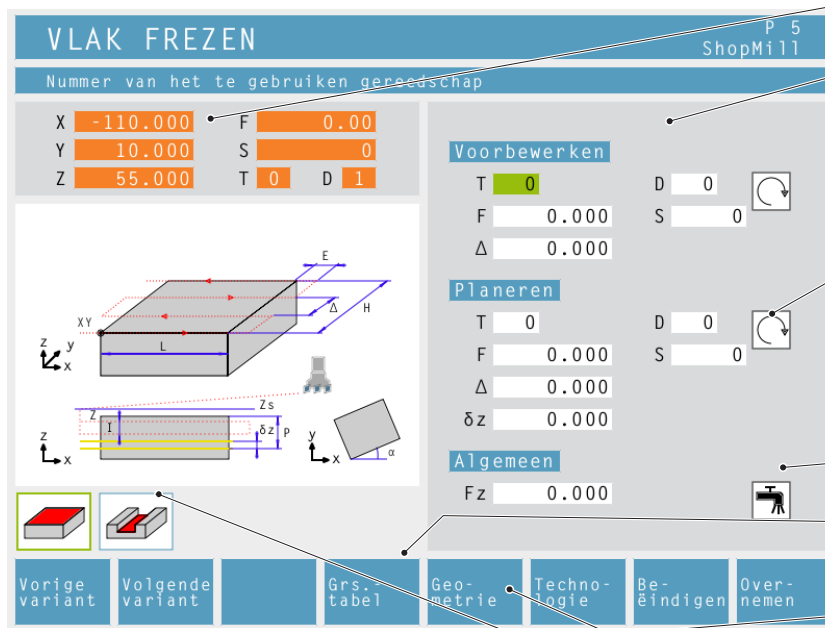 VLAK FREZEN
P 5
ShopMill
Nummer van het te gebruiken gereedschap
X -110.000 F 0.00
Y 10.000 S 0
Z 55.000 T 0 D 1
Voorbewerken
T 0 D 0
F 0.000 S 0
Δ 0.000
Planeren
T 0 D 0
F 0.000 S 0
Δ 0.000
δz 0.000
Algemeen
Fz 0.000
E
Δ H
XY
L
z y
x
Zs
Z
I δz P
z
x
y
x
α
Vorige variant
Volgende variant
Grs.- tabel
Geo- metrie
Techno- logie
Be- ëindigen
Over- nemen